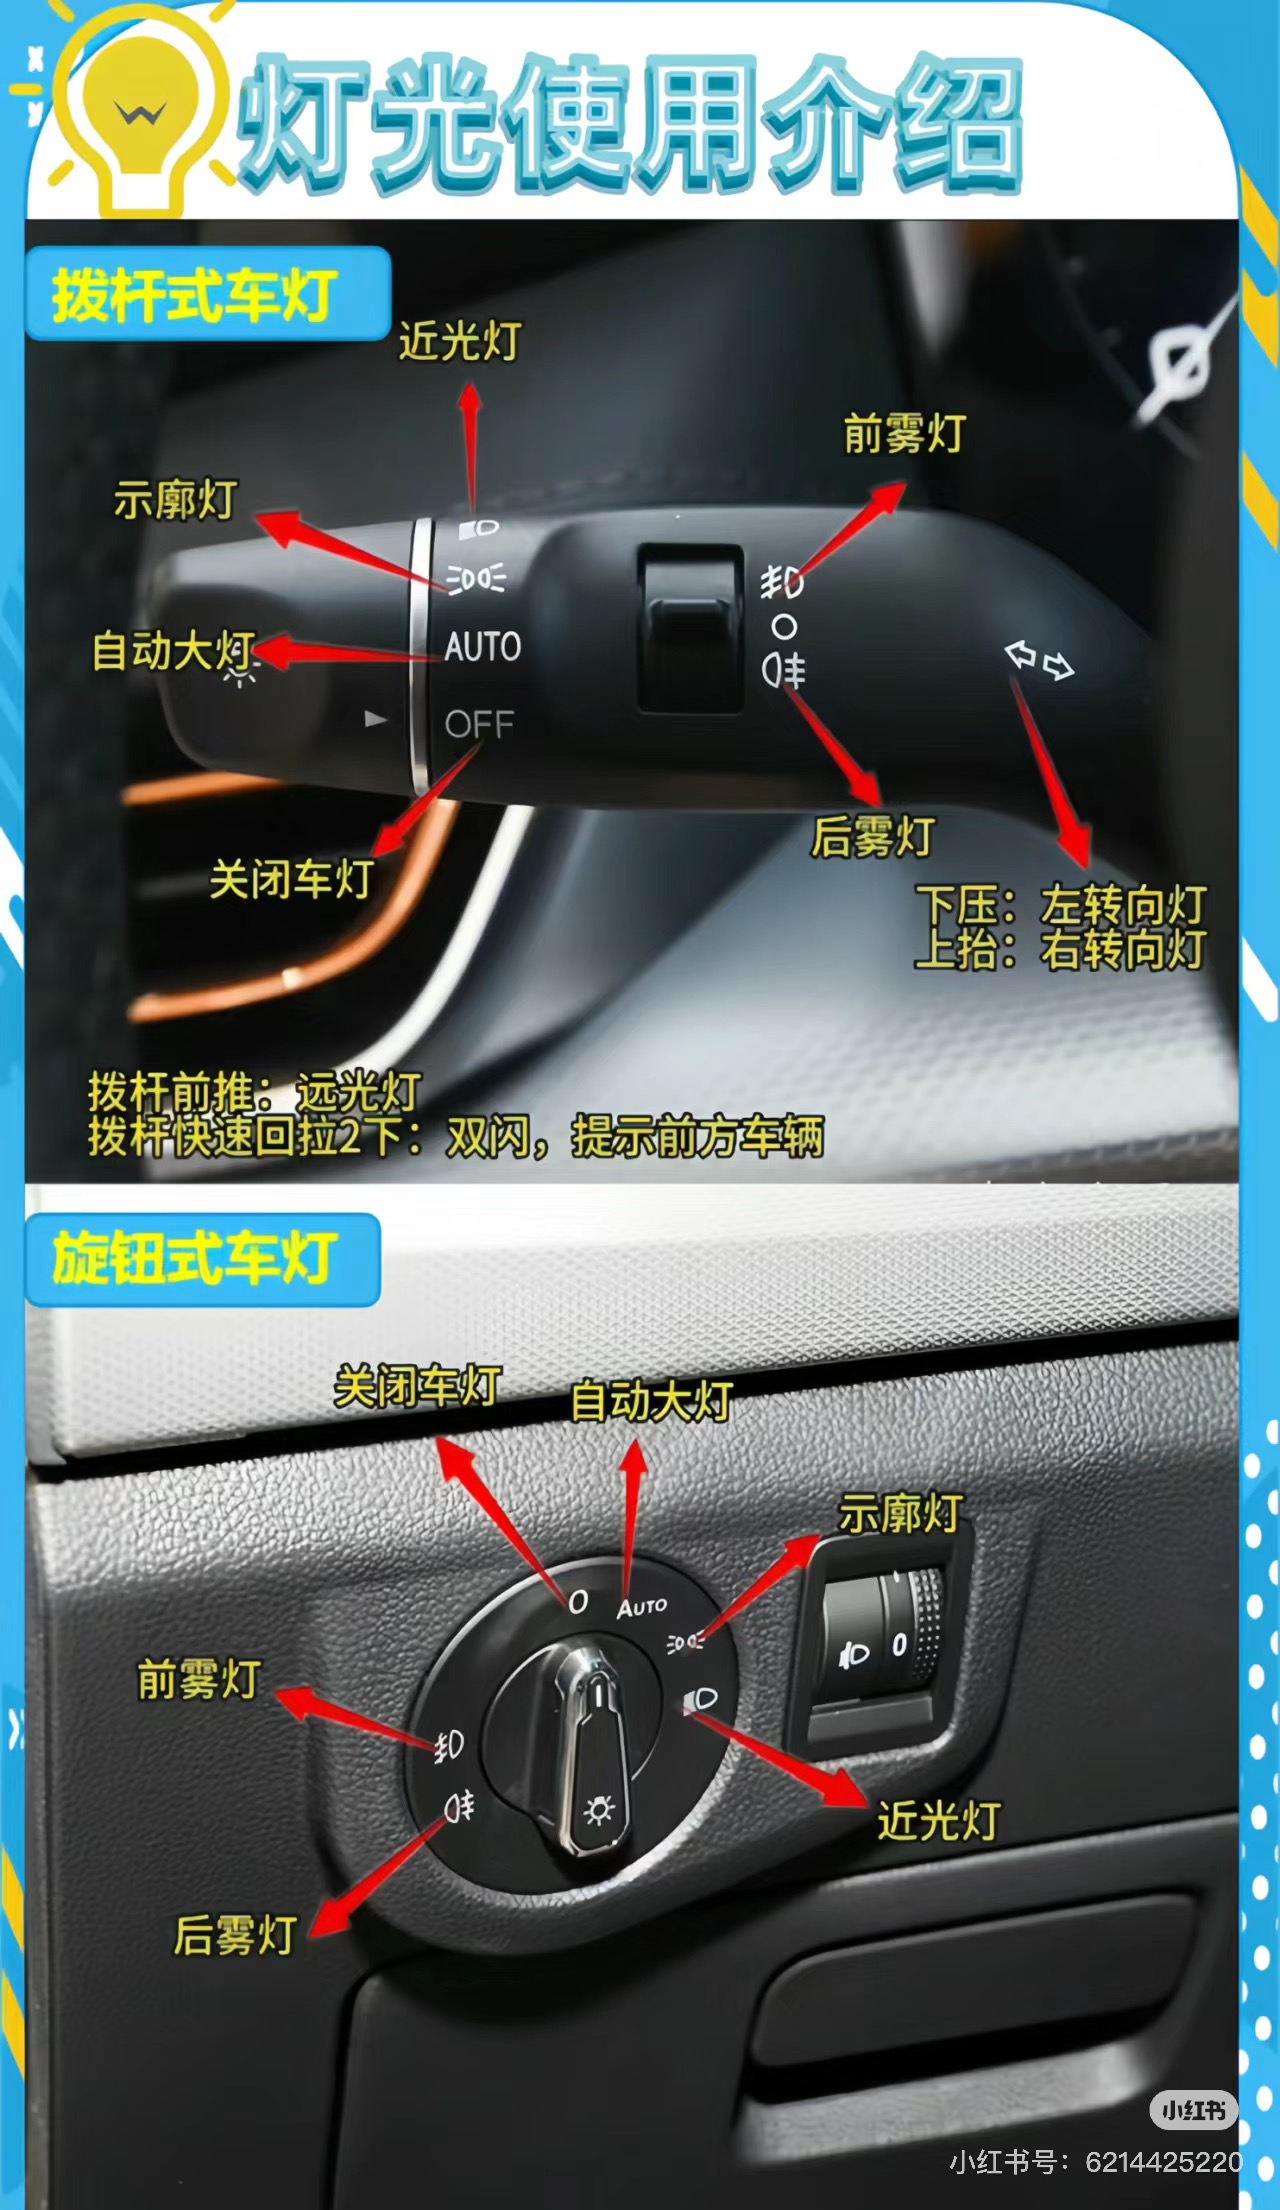 灯光使用介绍
拨杆式车灯
近光灯
前雾灯
示廓灯
自动大灯
AUTO
OFF
关闭车灯
后雾灯
下压：左转向灯
上抬：右转向灯
拨杆前推：远光灯
拨杆快速回拉2下：双闪，提示前方车辆
旋钮式车灯
关闭车灯
自动大灯
示廓灯
O
AUTO
0
前雾灯
近光灯
后雾灯
小红书
小红书号：6214425220